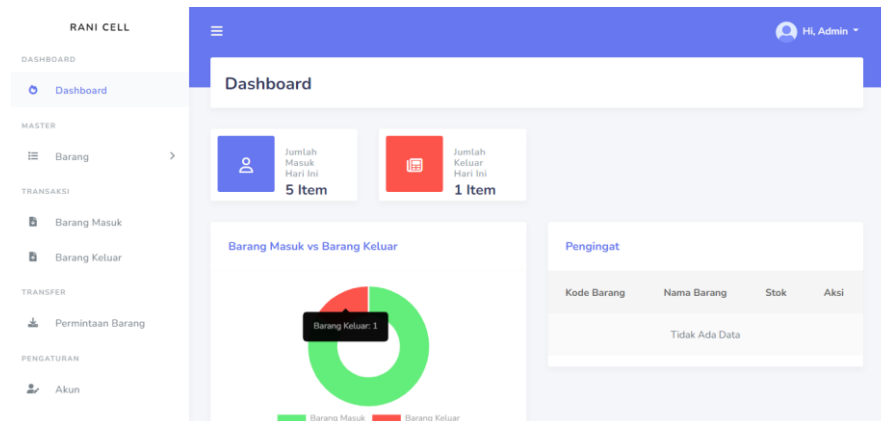 RANI CELL
Hi, Admin
DASHBOARD
Dashboard
Dashboard
MASTER
Barang
Jumlah
Masuk
Hari Ini
5 Item
Jumlah
Keluar
Hari Ini
1 Item
TRANSAKSI
Barang Masuk
Barang Keluar
TRANSFER
Permintaan Barang
PENGATURAN
Akun
Barang Masuk vs Barang Keluar
Barang Keluar: 1
Barang Masuk Barang Keluar
Pengingat
Kode Barang Nama Barang Stok Aksi
Tidak Ada Data